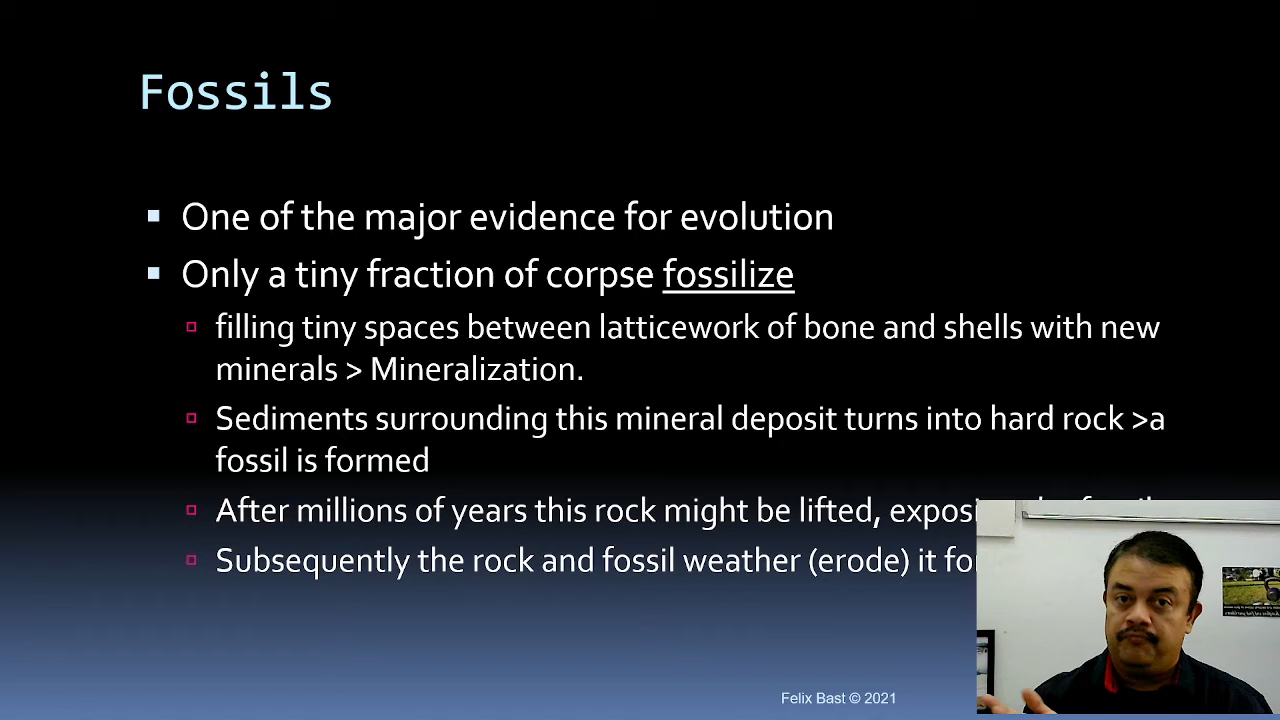 Fossils
One of the major evidence for evolution
Only a tiny fraction of corpse fossilize
filling tiny spaces between latticework of bone and shells with new
minerals > Mineralization.
Sediments surrounding this mineral deposit turns into hard rock >a
fossil is formed
After millions of years this rock might be lifted,
Subsequently the rock and fossil weather (erode) it
Felix Bast © 2021